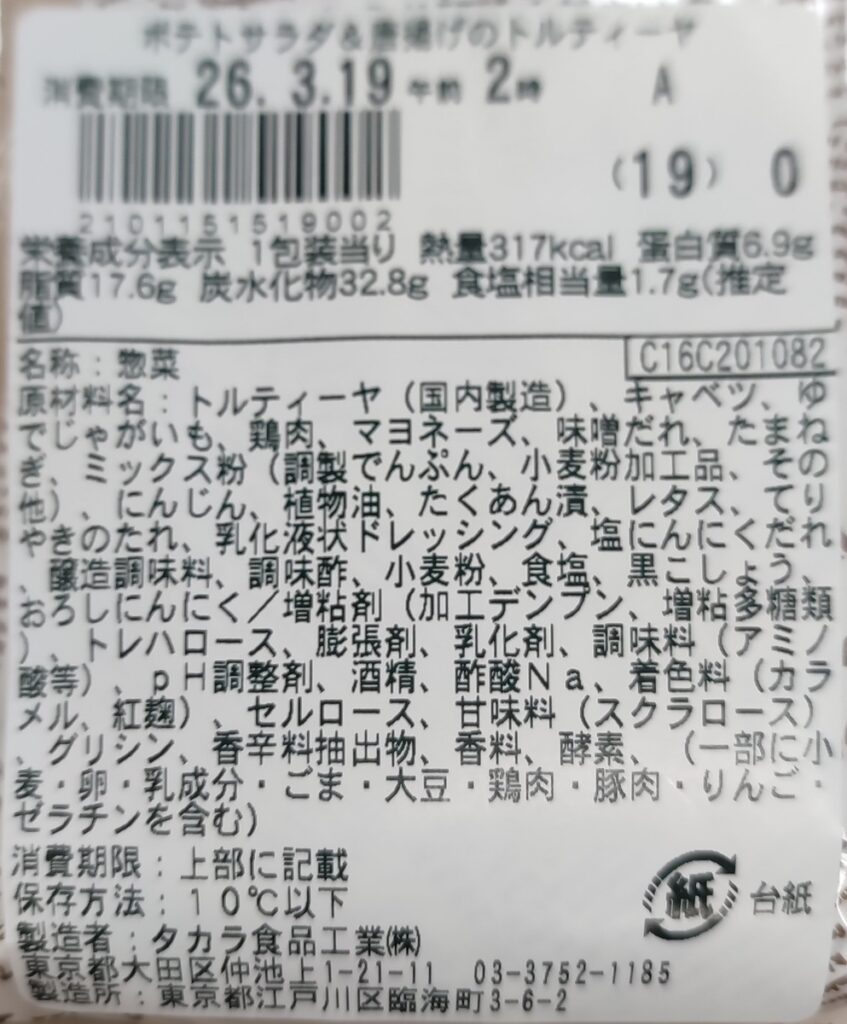 ポテトサラダ＆唐揚げのトルティーヤ
消費期限 26. 3.19 午前 2時 A
(19) 0
2101151519002
栄養成分表示 1包装当り 熱量317kcal 蛋白質6.9g
脂質17.6g 炭水化物32.8g 食塩相当量1.7g(推定
値)
名称：惣菜 C16C201082
原材料名：トルティーヤ（国内製造）、キャベツ、ゆ
でじゃがいも、鶏肉、マヨネーズ、味噌だれ、たまね
ぎ、ミックス粉（調製でんぷん、小麦粉加工品、その
他）、にんじん、植物油、たくあん漬、レタス、てり
やきのたれ、乳化液状ドレッシング、塩にんにくだれ
、醸造調味料、調味酢、小麦粉、食塩、黒こしょう、
おろしにんにく／増粘剤（加工デンプン、増粘多糖類
）、トレハロース、膨張剤、乳化剤、調味料（アミノ
酸等）、ｐＨ調整剤、酒精、酢酸Ｎａ、着色料（カラ
メル、紅麹）、セルロース、甘味料（スクラロース）
、グリシン、香辛料抽出物、香料、酵素、（一部に小
麦・卵・乳成分・ごま・大豆・鶏肉・豚肉・りんご・
ゼラチンを含む）
消費期限：上部に記載
保存方法：１０℃以下
紙 台紙
製造者：タカラ食品工業㈱
東京都大田区仲池上1-21-11 03-3752-1185
製造所：東京都江戸川区臨海町3-6-2